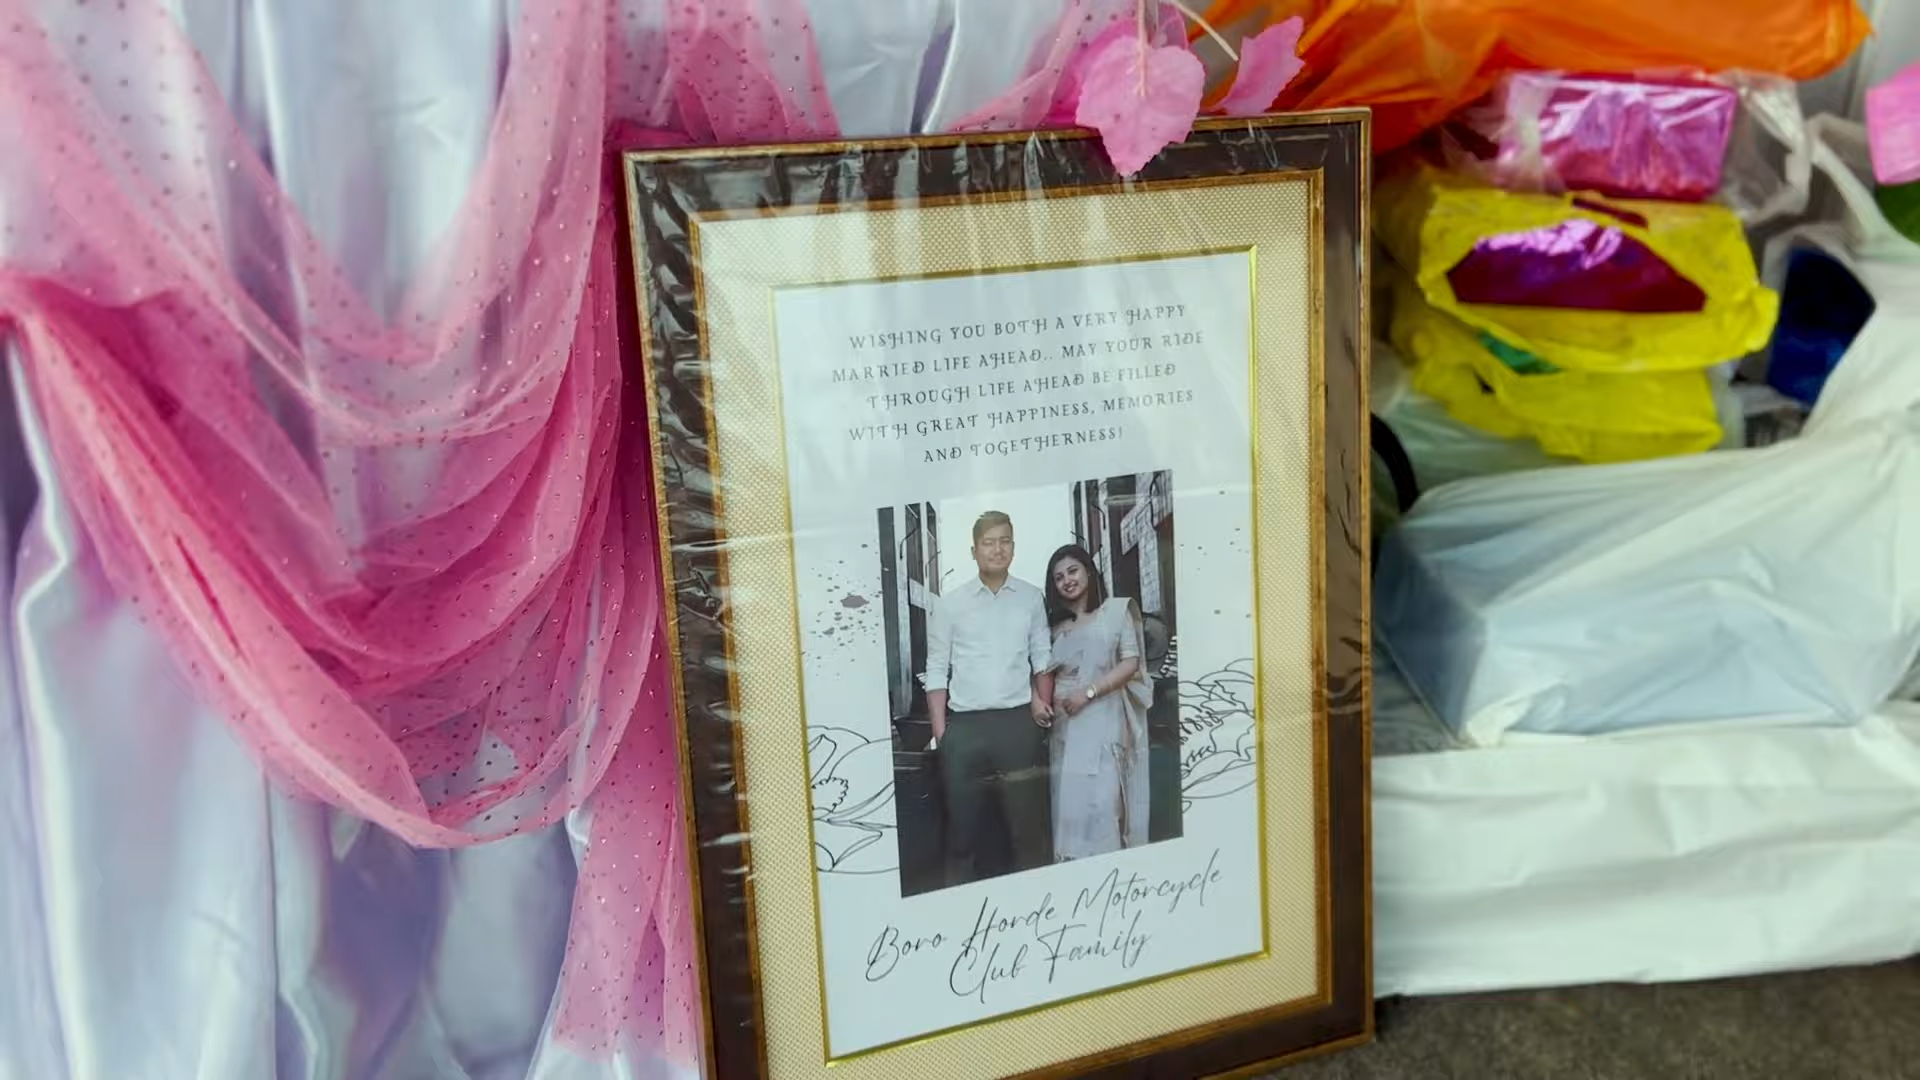 WISHING YOU BOTH A VERY HAPPY
MARRIED LIFE AHEAD.. MAY YOUR RIDE
THROUGH LIFE AHEAD BE FILLED
WITH GREAT HAPPINESS, MEMORIES
AND TOGETHERNESS!
Boro Horde Motorcycle
Club Family